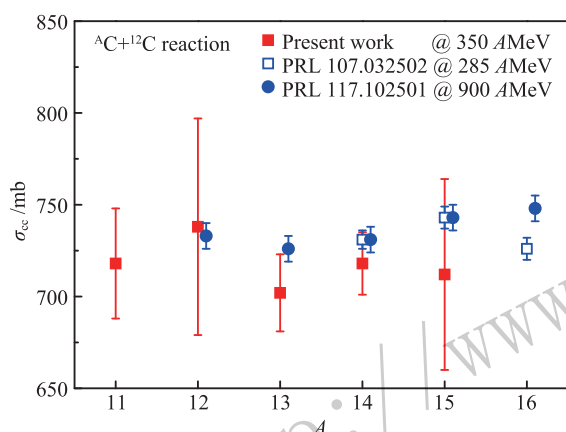 850
ᴬC+¹²C reaction
Present work @ 350 AMeV
PRL 107.032502 @ 285 AMeV
PRL 117.102501 @ 900 AMeV
800
σcc /mb
750
700
650
11 12 13 14 15 16
A
://www